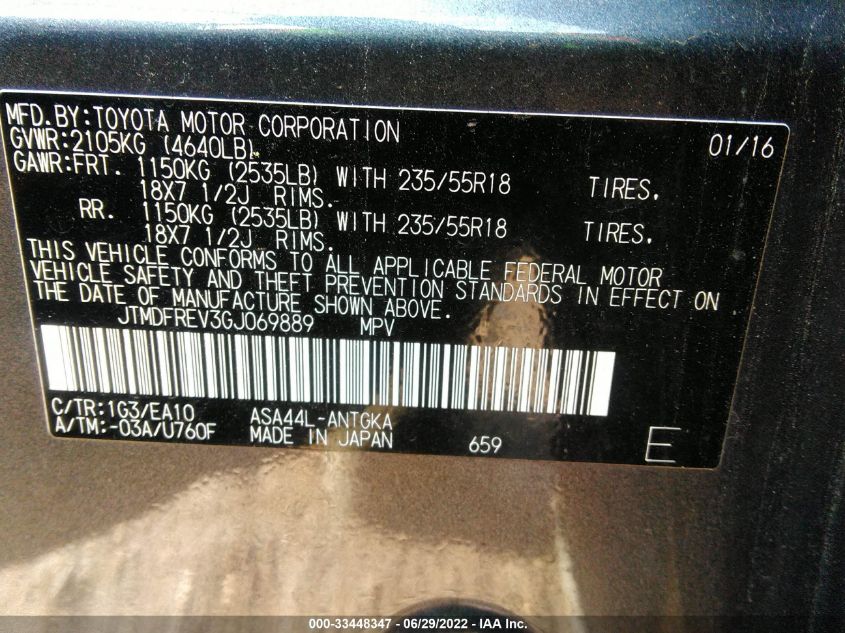 MFD.BY:TOYOTA MOTOR CORPORATION 01/16
GVWR:2105KG (4640LB)
GAWR:FRT. 1150KG (2535LB) WITH 235/55R18 TIRES,
18X7 1/2J RIMS.
RR. 1150KG (2535LB) WITH 235/55R18 TIRES,
18X7 1/2J RIMS.
THIS VEHICLE CONFORMS TO ALL APPLICABLE FEDERAL MOTOR
VEHICLE SAFETY AND THEFT PREVENTION STANDARDS IN EFFECT ON
THE DATE OF MANUFACTURE SHOWN ABOVE.
JTMDFREV3GJ069889 MPV
C/TR:1G3/EA10 ASA44L-ANTGKA
A/TM:-03A/U760F MADE IN JAPAN 659 E
000-33448347 - 06/29/2022 - IAA